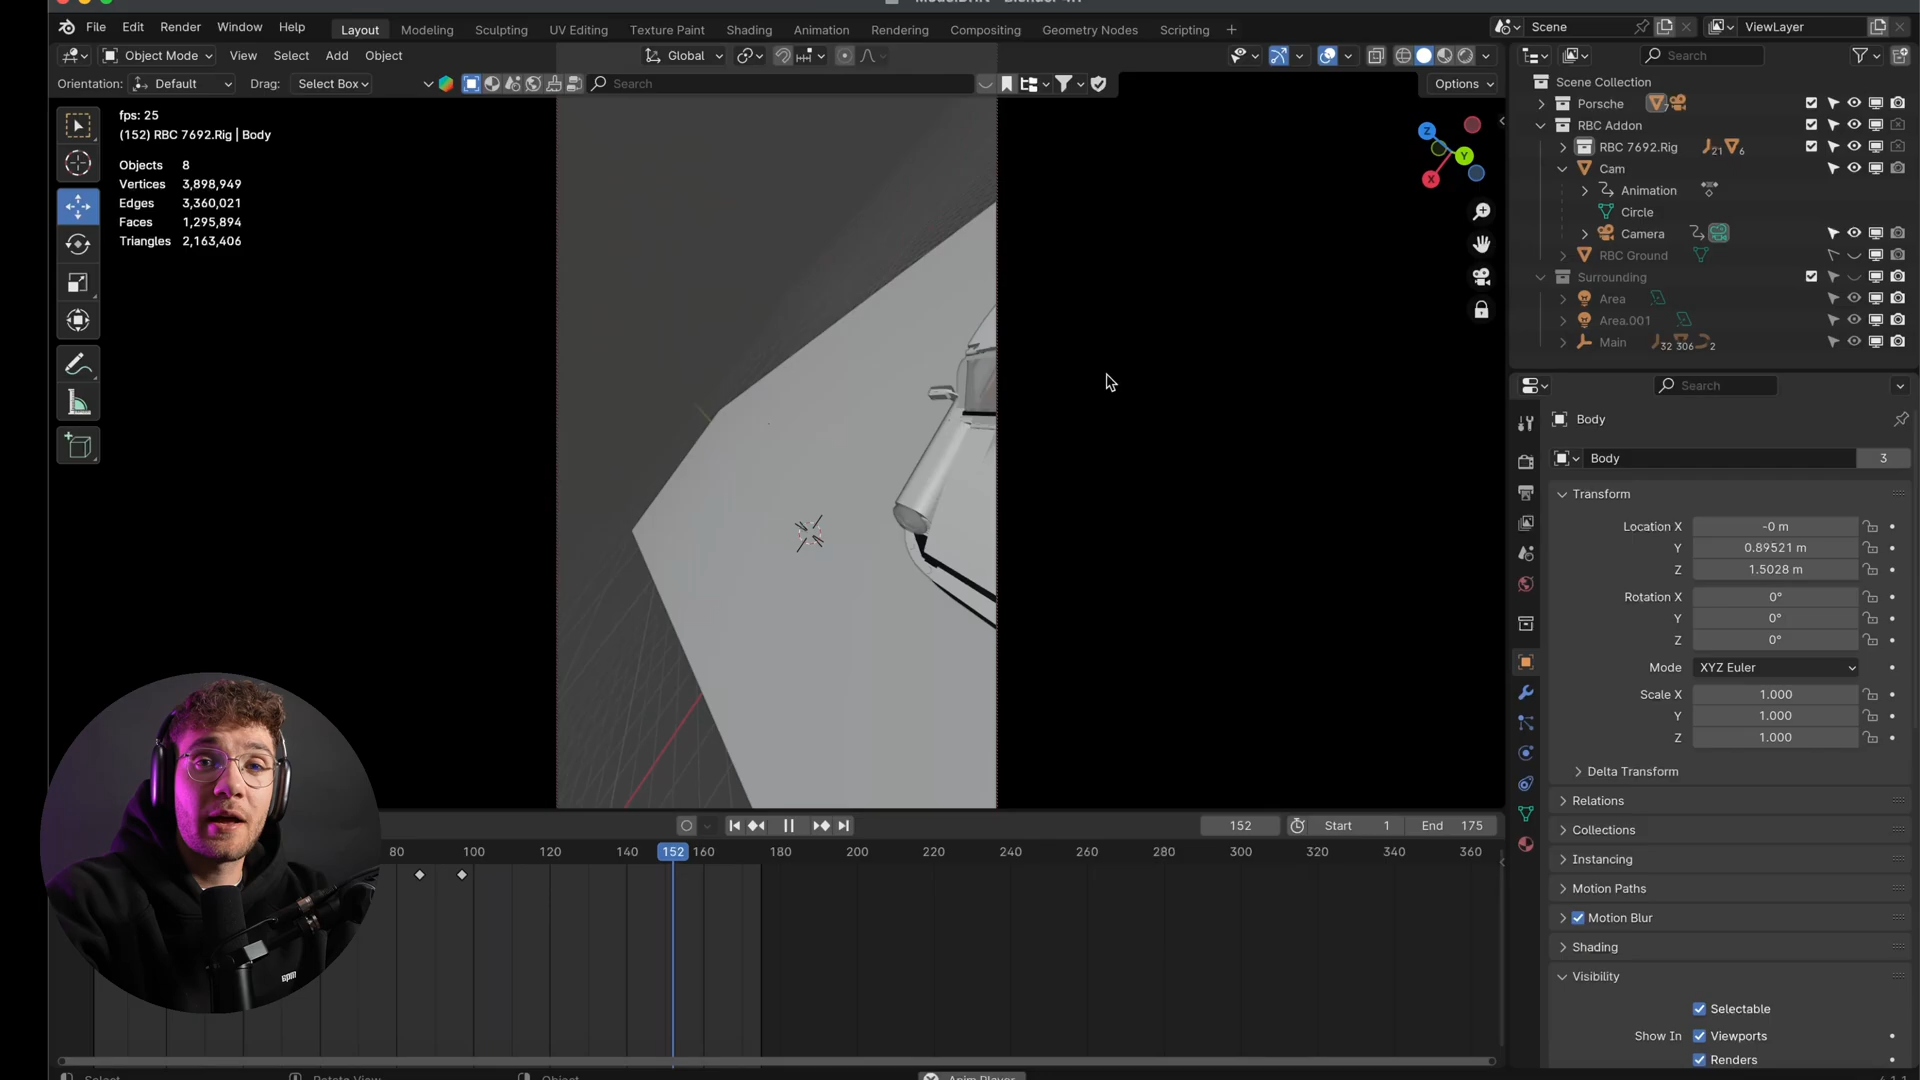 File Edit Render Window Help
Layout Modeling Sculpting UV Editing Texture Paint Shading Animation Rendering Compositing Geometry Nodes Scripting +
Scene
ViewLayer
Object Mode View Select Add Object
Global
Search
Orientation: Default Drag: Select Box
Search
Options
fps: 25
(152) RBC 7692.Rig | Body
Objects 8
Vertices 3,898,949
Edges 3,360,021
Faces 1,295,894
Triangles 2,163,406
Z
Y
X
Scene Collection
Porsche 7
RBC Addon
RBC 7692.Rig 21 6
Cam
Animation
Circle
Camera
RBC Ground
Surrounding
Area
Area.001
Main 32 306 2
Search
Body
Body 3
Transform
Location X -0 m
Y 0.89521 m
Z 1.5028 m
Rotation X 0°
Y 0°
Z 0°
Mode XYZ Euler
Scale X 1.000
Y 1.000
Z 1.000
Delta Transform
Relations
Collections
Instancing
Motion Paths
Motion Blur
Shading
Visibility
Selectable
Show In Viewports
Renders
152 Start 1 End 175
80 100 120 140 152 160 180 200 220 240 260 280 300 320 340 360